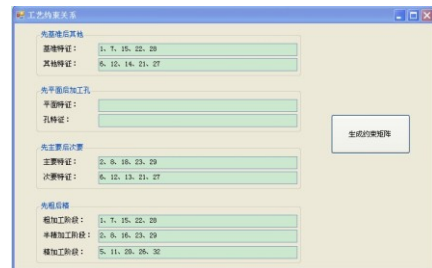 工艺约束关系
先基准后其他
基准特征： 1、7、15、22、28
其他特征： 6、12、14、21、27
先平面后加工孔
平面特征：
孔特征：
生成约束矩阵
先主要后次要
主要特征： 2、8、18、23、29
次要特征： 6、12、13、21、27
先粗后精
粗加工阶段： 1、7、15、22、28
半精加工阶段： 2、8、16、23、29
精加工阶段： 5、11、20、26、32